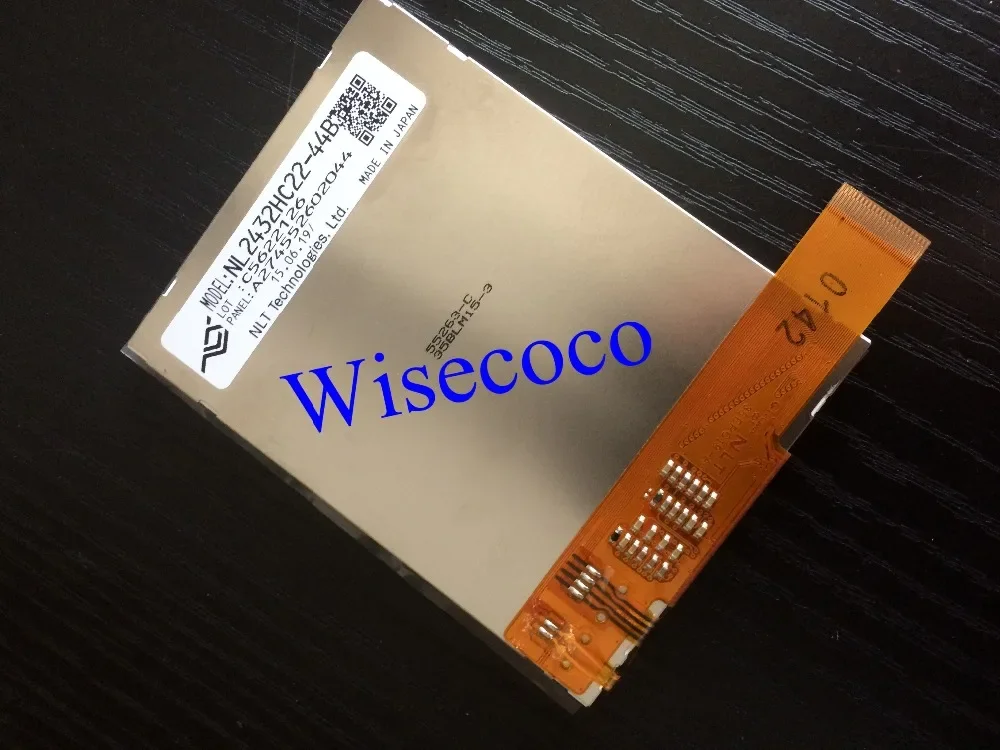 MODEL:NL2432HC22-44B
LOT :C5622126
PANEL:A274552602044
15.06.19/
NLT Technologies, Ltd.
MADE IN JAPAN
55263-C
35BLM15-3
Wisecoco
0142
NLT